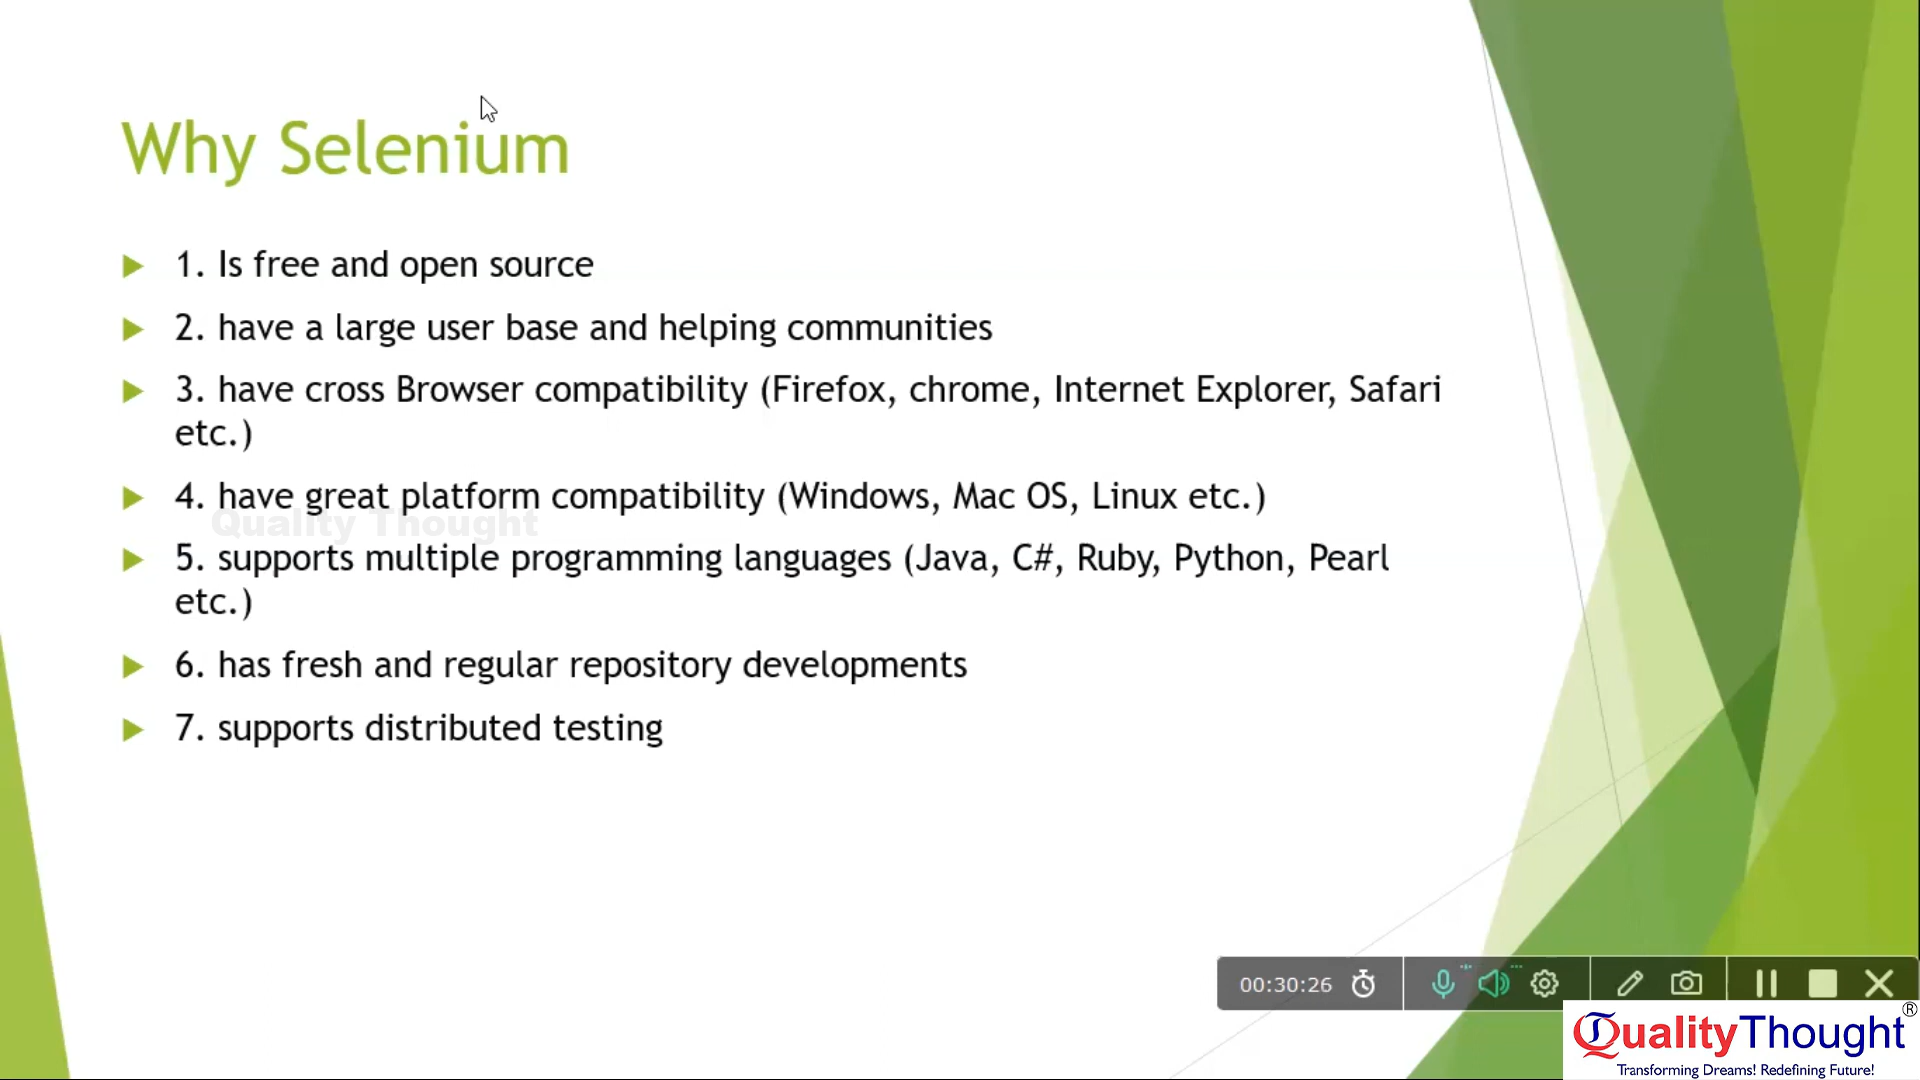 Why Selenium
1. Is free and open source
2. have a large user base and helping communities
3. have cross Browser compatibility (Firefox, chrome, Internet Explorer, Safari
etc.)
4. have great platform compatibility (Windows, Mac OS, Linux etc.)
Quality Thought
5. supports multiple programming languages (Java, C#, Ruby, Python, Pearl
etc.)
6. has fresh and regular repository developments
7. supports distributed testing
00:30:26
QualityThought®
Transforming Dreams! Redefining Future!